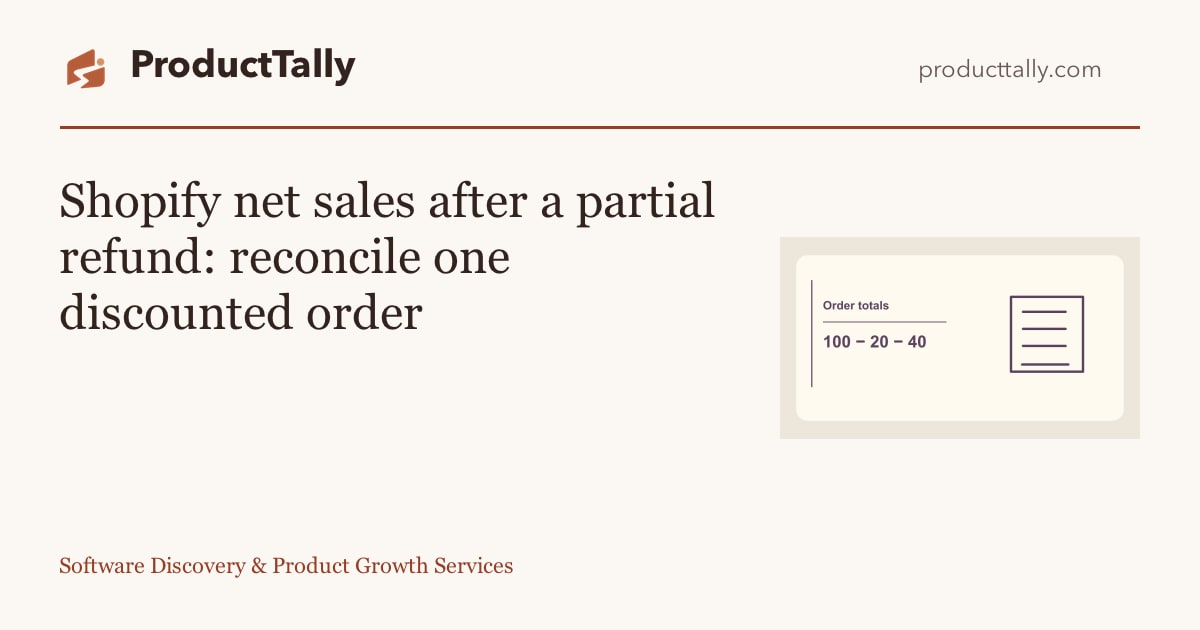 ProductTally
producttally.com
Shopify net sales after a partial
refund: reconcile one
discounted order
Order totals
100 − 20 − 40
Software Discovery & Product Growth Services